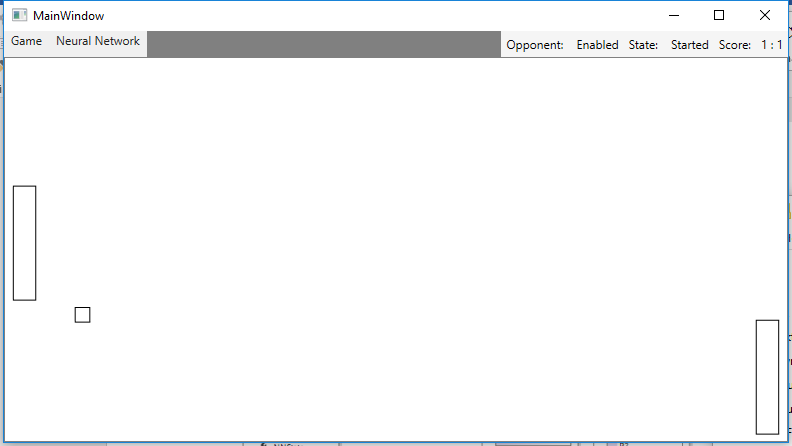 MainWindow
Game Neural Network Opponent: Enabled State: Started Score: 1 : 1